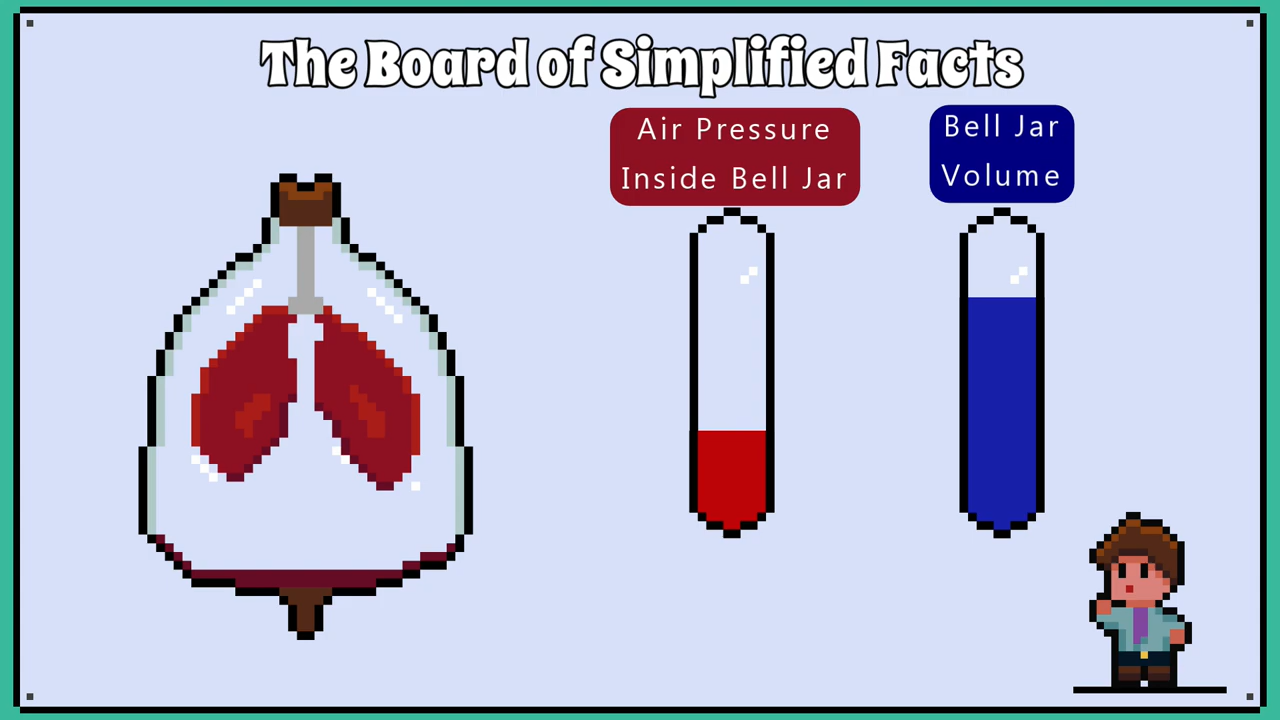 The Board of Simplified Facts
Air Pressure
Inside Bell Jar
Bell Jar
Volume